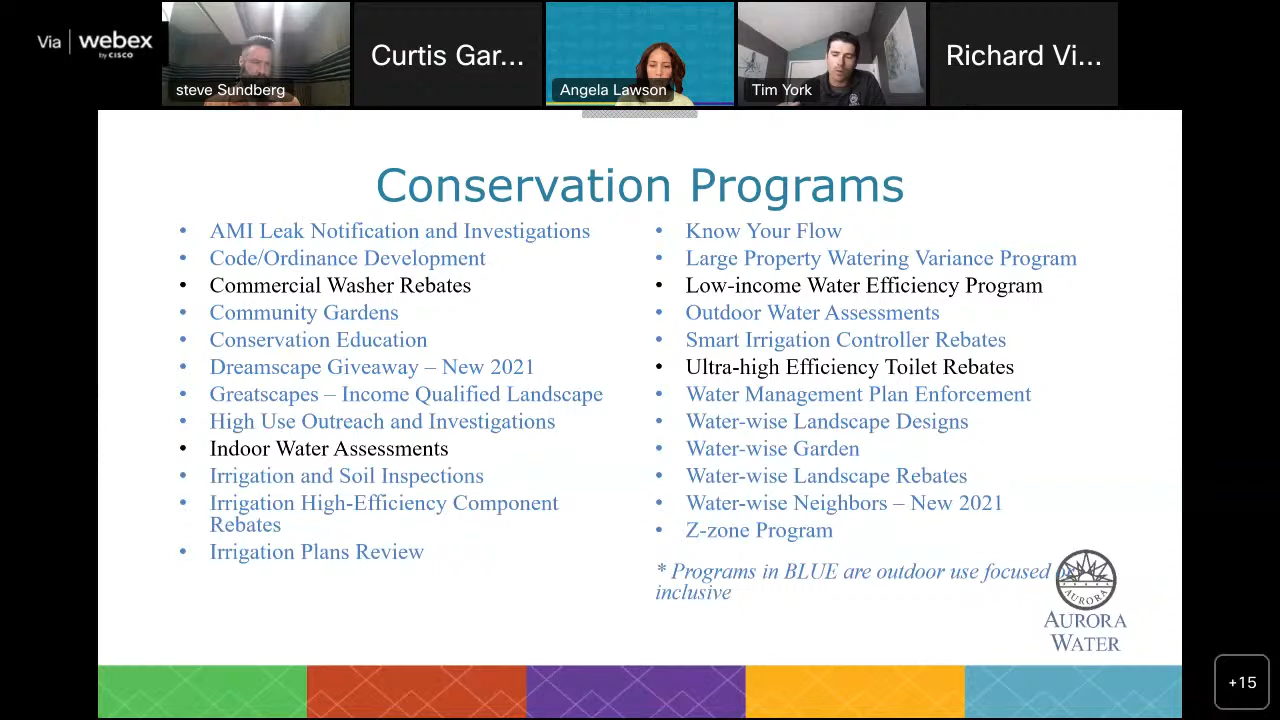 Via | webex
by CISCO
steve Sundberg
Curtis Gar...
Angela Lawson
Tim York
Richard Vi...
Conservation Programs
• AMI Leak Notification and Investigations
• Code/Ordinance Development
• Commercial Washer Rebates
• Community Gardens
• Conservation Education
• Dreamscape Giveaway – New 2021
• Greatscapes – Income Qualified Landscape
• High Use Outreach and Investigations
• Indoor Water Assessments
• Irrigation and Soil Inspections
• Irrigation High-Efficiency Component
Rebates
• Irrigation Plans Review
• Know Your Flow
• Large Property Watering Variance Program
• Low-income Water Efficiency Program
• Outdoor Water Assessments
• Smart Irrigation Controller Rebates
• Ultra-high Efficiency Toilet Rebates
• Water Management Plan Enforcement
• Water-wise Landscape Designs
• Water-wise Garden
• Water-wise Landscape Rebates
• Water-wise Neighbors – New 2021
• Z-zone Program
* Programs in BLUE are outdoor use focused or
inclusive
AURORA
AURORA
WATER
+15